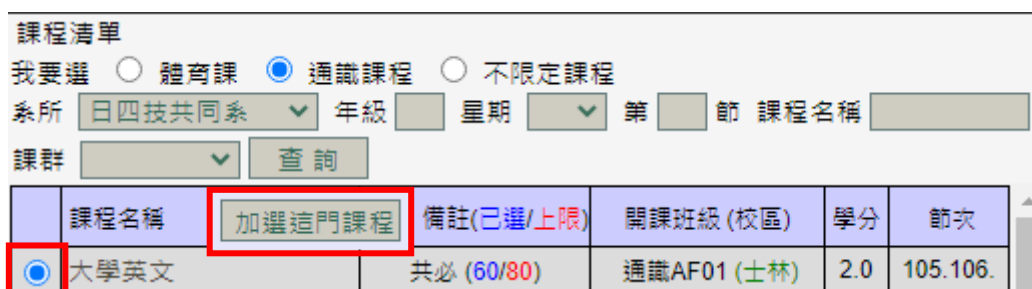 課程清單
我要選 體育課 通識課程 不限定課程
系所 日四技共同系 年級 星期 第 節 課程名稱
課群 查詢
課程名稱 加選這門課程 備註(已選/上限) 開課班級 (校區) 學分 節次
大學英文 共必 (60/80) 通識AF01 (士林) 2.0 105.106.